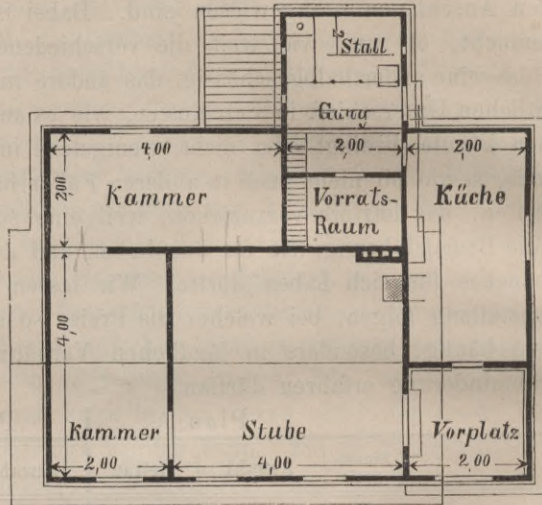 Stall
Gang
4,00 2,00 2,00
2,00
Kammer Vorrats-
Raum Küche
4,00
Kammer Stube Vorplatz
2,00 4,00 2,00